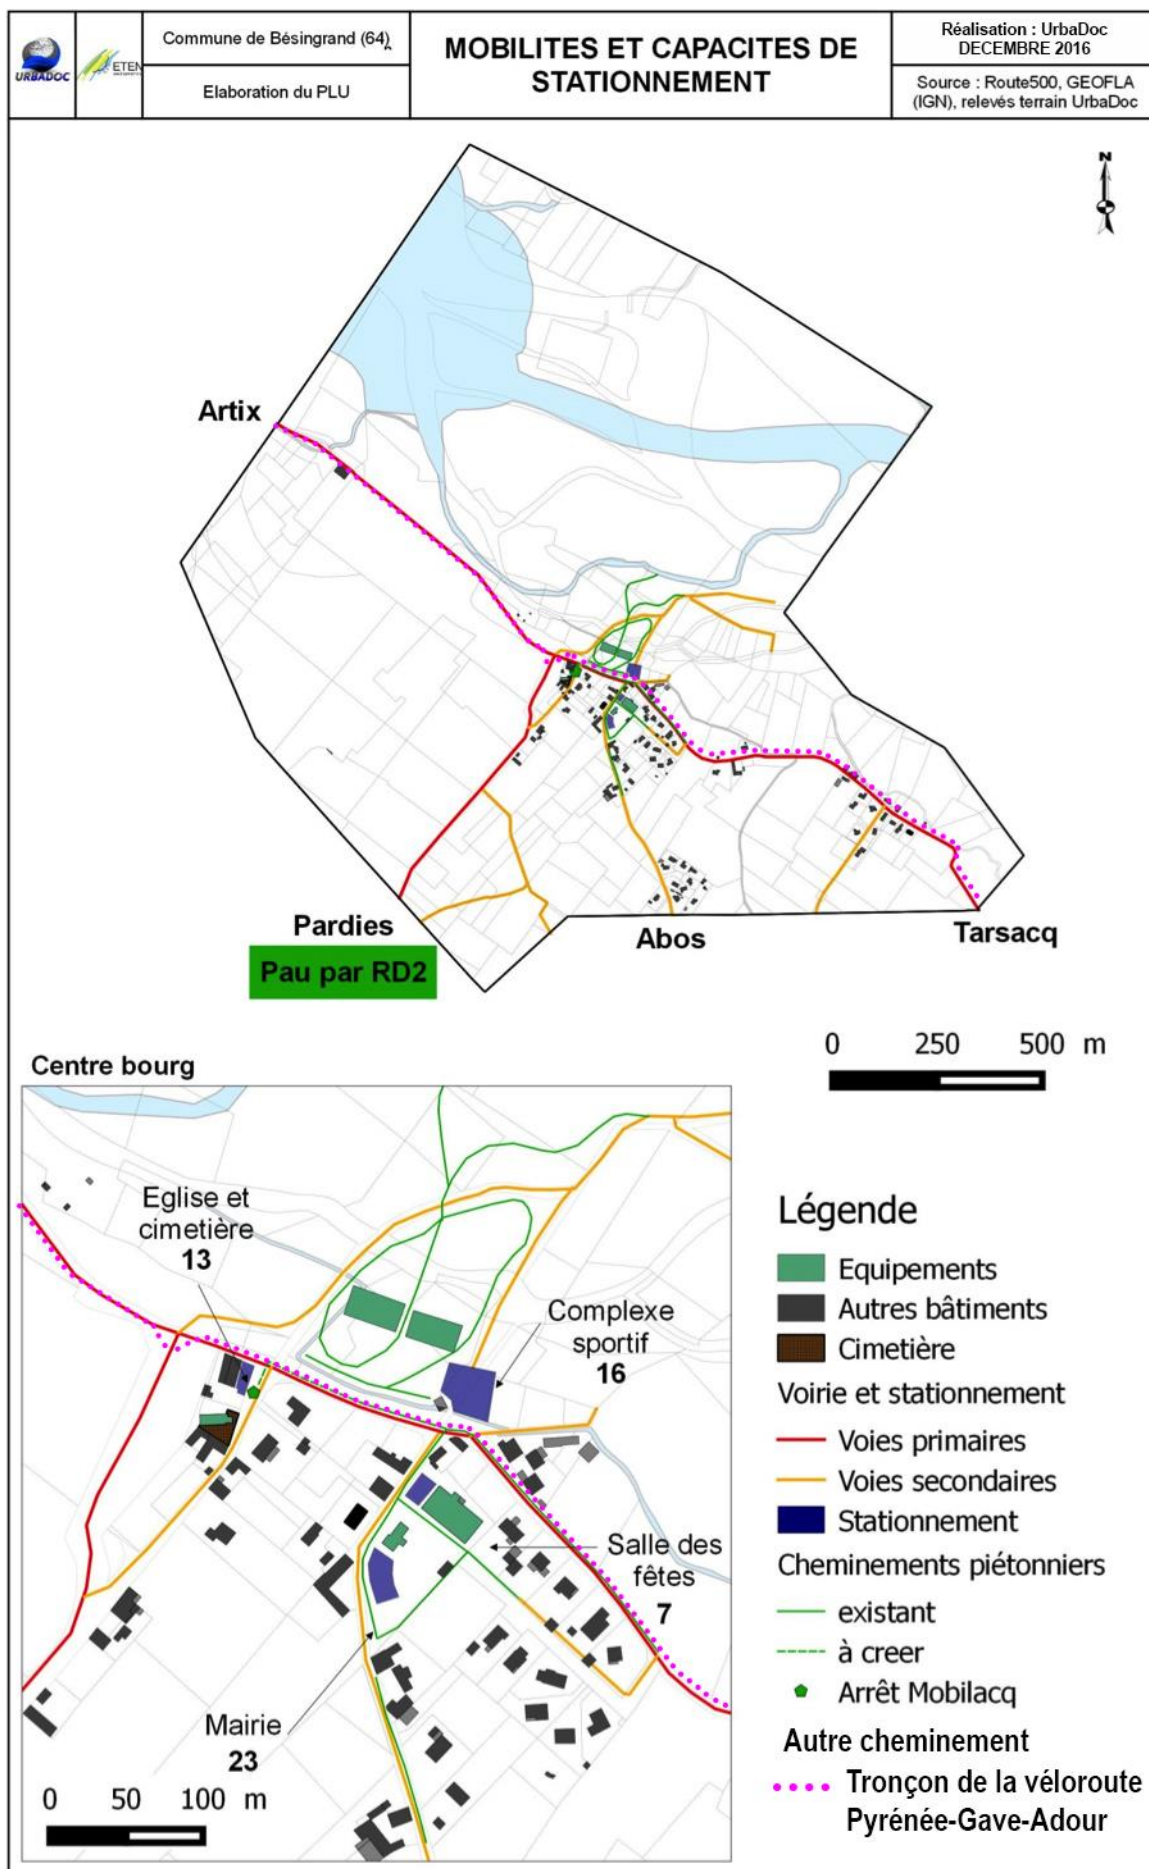 URBADOC
ETEN
Commune de Bésingrand (64)
Elaboration du PLU
MOBILITES ET CAPACITES DE
STATIONNEMENT
Réalisation : UrbaDoc
DECEMBRE 2016
Source : Route500, GEOFLA
(IGN), relevés terrain UrbaDoc
N
Artix
Pardies
Pau par RD2
Abos
Tarsacq
0 250 500 m
Centre bourg
Eglise et
cimetière
13
Complexe
sportif
16
Salle des
fêtes
7
Mairie
23
0 50 100 m
Légende
Equipements
Autres bâtiments
Cimetière
Voirie et stationnement
Voies primaires
Voies secondaires
Stationnement
Cheminements piétonniers
existant
à creer
Arrêt Mobilacq
Autre cheminement
Tronçon de la véloroute
Pyrénée-Gave-Adour